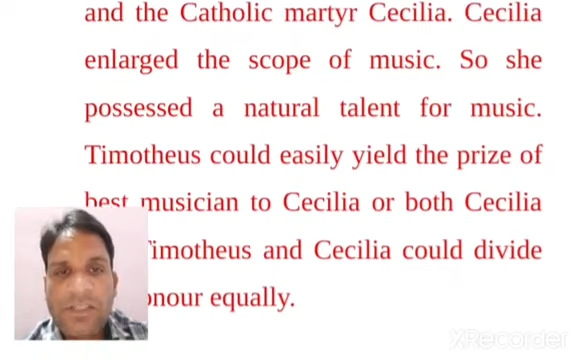 and the Catholic martyr Cecilia. Cecilia
enlarged the scope of music. So she
possessed a natural talent for music.
Timotheus could easily yield the prize of
best musician to Cecilia or both Cecilia
Timotheus and Cecilia could divide
equally.
XRecorder